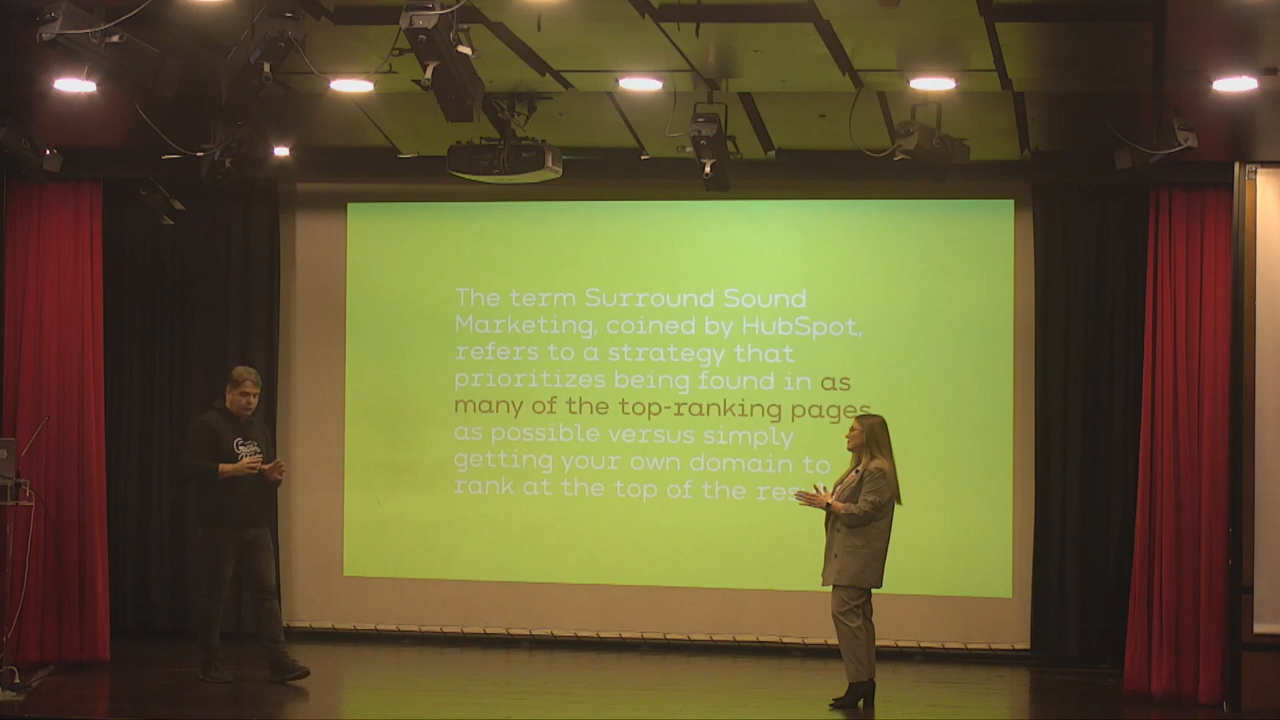 The term Surround Sound
Marketing, coined by HubSpot,
refers to a strategy that
prioritizes being found in as
many of the top-ranking pages
as possible versus simply
getting your own domain to
rank at the top of the